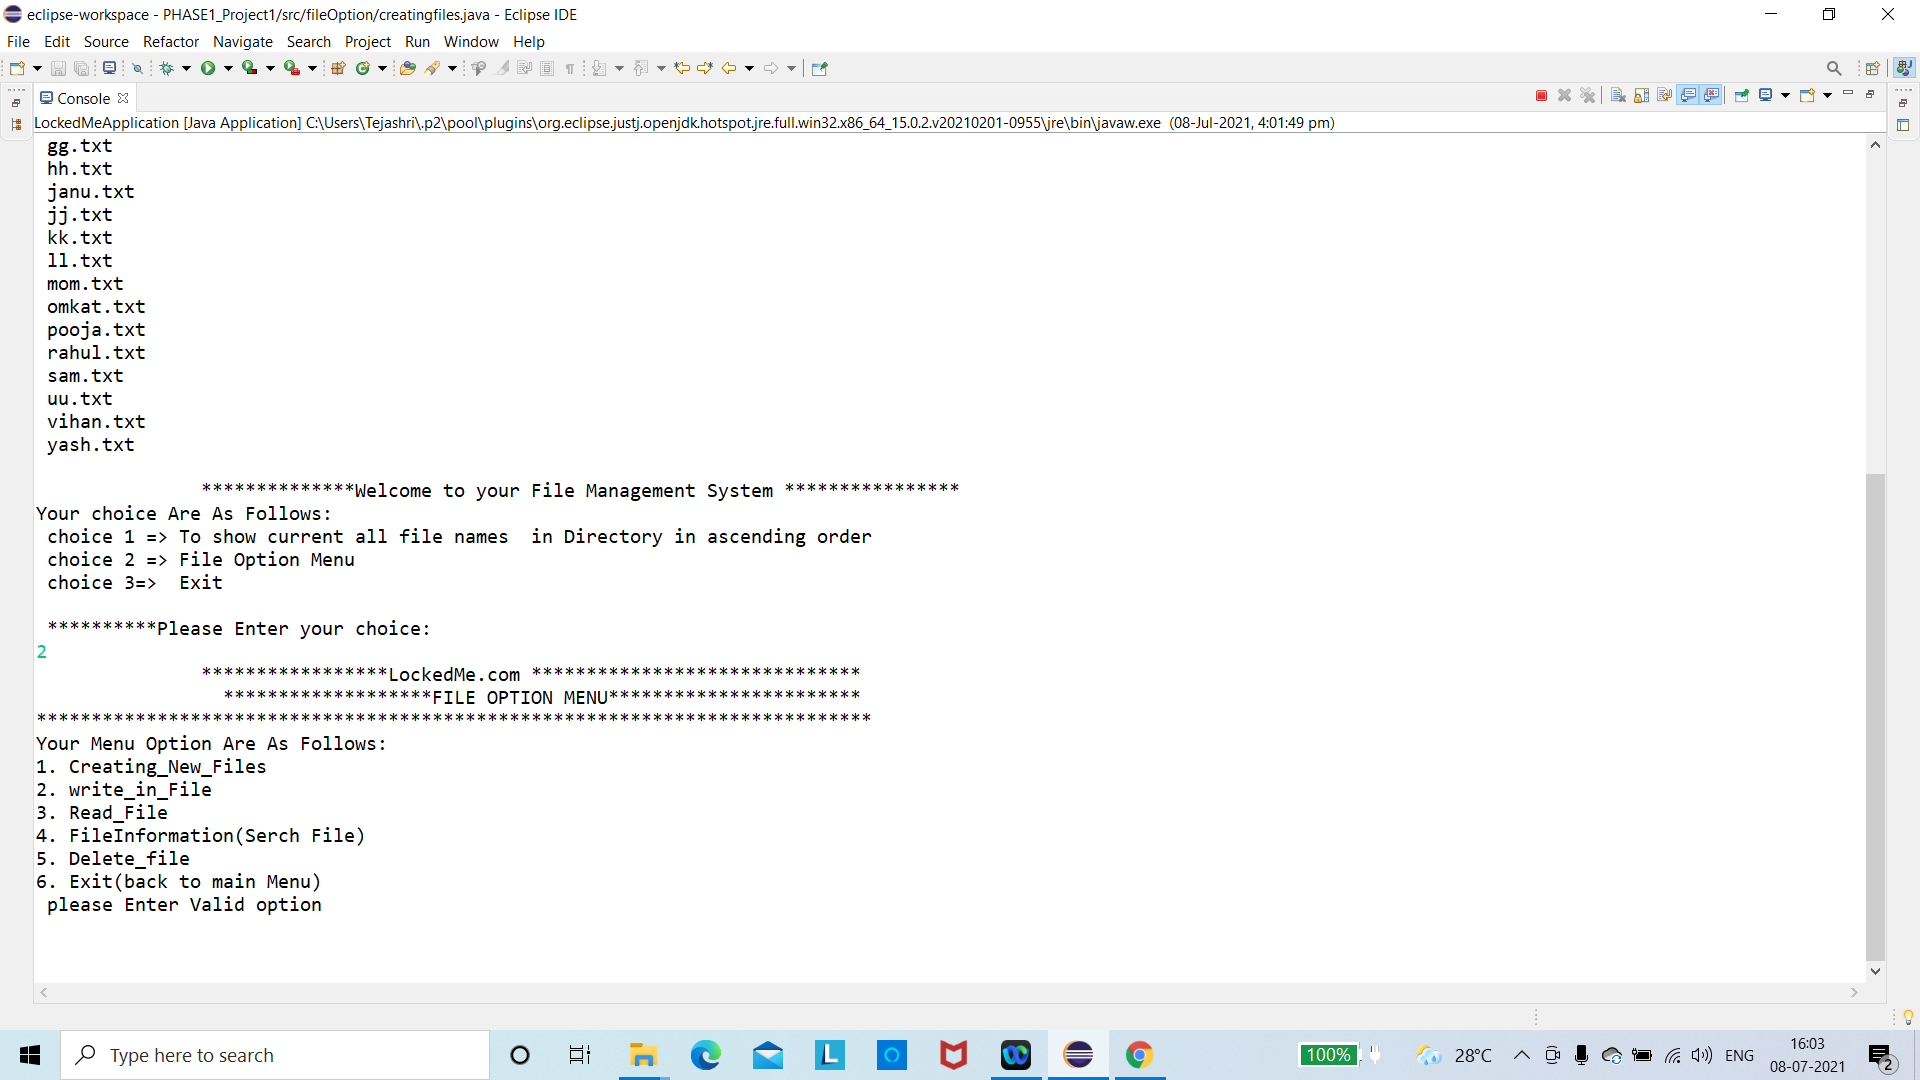 eclipse-workspace - PHASE1_Project1/src/fileOption/creatingfiles.java - Eclipse IDE
File Edit Source Refactor Navigate Search Project Run Window Help
Console
LockedMeApplication [Java Application] C:\Users\Tejashri\.p2\pool\plugins\org.eclipse.justj.openjdk.hotspot.jre.full.win32.x86_64_15.0.2.v20210201-0955\jre\bin\javaw.exe (08-Jul-2021, 4:01:49 pm)
gg.txt
hh.txt
janu.txt
jj.txt
kk.txt
ll.txt
mom.txt
omkat.txt
pooja.txt
rahul.txt
sam.txt
uu.txt
vihan.txt
yash.txt
**************Welcome to your File Management System ****************
Your choice Are As Follows:
choice 1 => To show current all file names  in Directory in ascending order
choice 2 => File Option Menu
choice 3=>  Exit
**********Please Enter your choice:
2
*****************LockedMe.com ******************************
*******************FILE OPTION MENU***********************
****************************************************************************
Your Menu Option Are As Follows:
1. Creating_New_Files
2. write_in_File
3. Read_File
4. FileInformation(Serch File)
5. Delete_file
6. Exit(back to main Menu)
please Enter Valid option
Type here to search
100%
28°C
ENG
16:03
08-07-2021
2